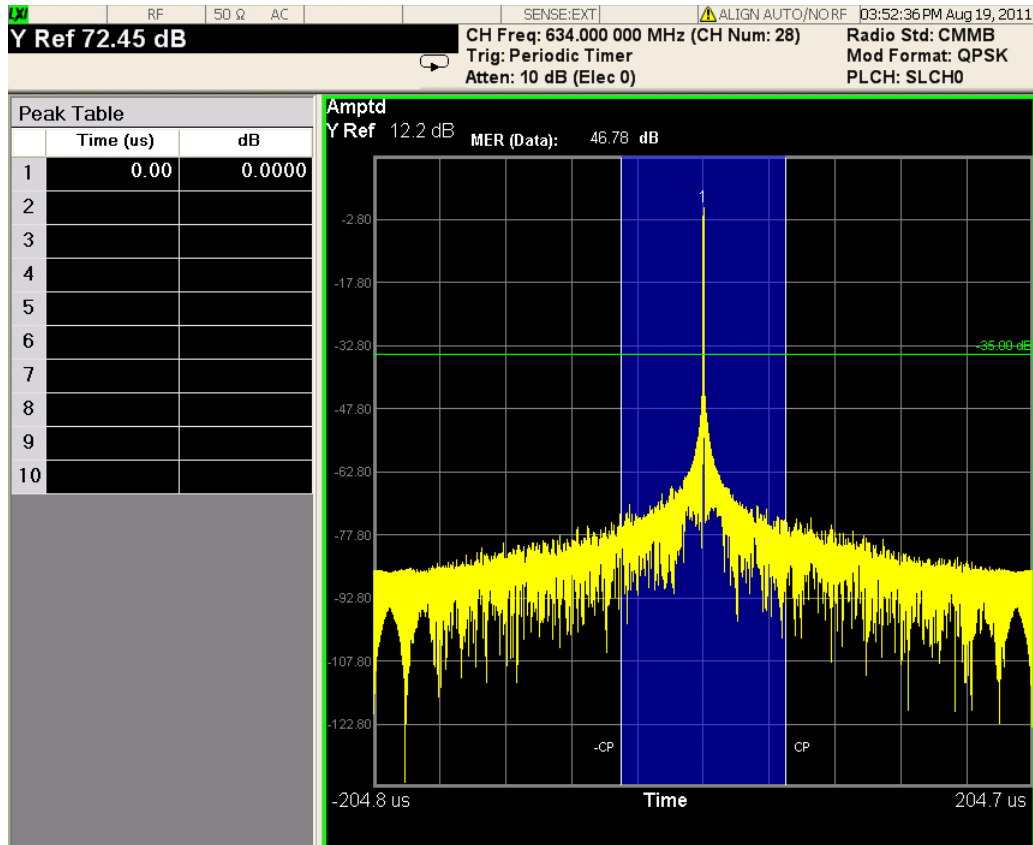 LXI RF 50 Ω AC SENSE:EXT ALIGN AUTO/NO RF 03:52:36 PM Aug 19, 2011
Y Ref 72.45 dB
CH Freq: 634.000 000 MHz (CH Num: 28) Radio Std: CMMB
Trig: Periodic Timer Mod Format: QPSK
Atten: 10 dB (Elec 0) PLCH: SLCH0
Peak Table
Time (us) dB
1 0.00 0.0000
2
3
4
5
6
7
8
9
10
Amptd
Y Ref 12.2 dB MER (Data): 46.78 dB
1
-2.80
-17.80
-32.80
-35.00 dB
-47.80
-62.80
-77.80
-92.80
-107.80
-122.80
-CP CP
-204.8 us Time 204.7 us